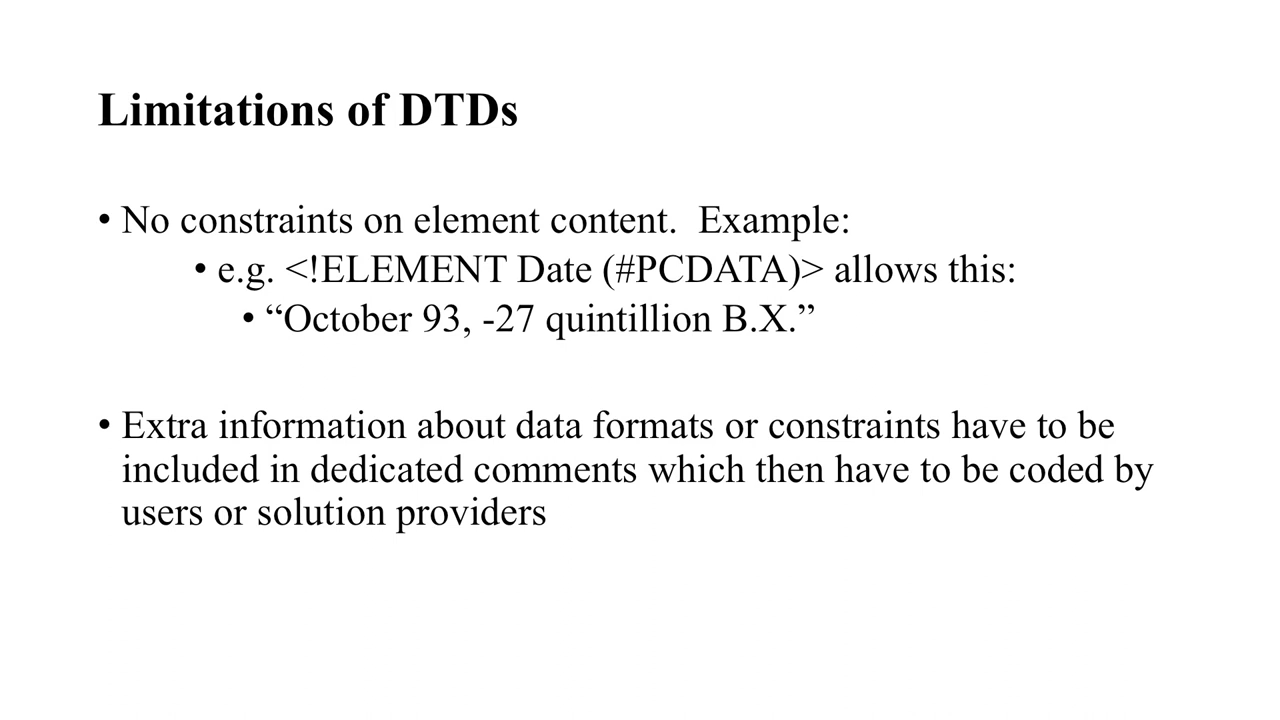 Limitations of DTDs
• No constraints on element content.  Example:
• e.g. <!ELEMENT Date (#PCDATA)> allows this:
• “October 93, -27 quintillion B.X.”
• Extra information about data formats or constraints have to be
included in dedicated comments which then have to be coded by
users or solution providers